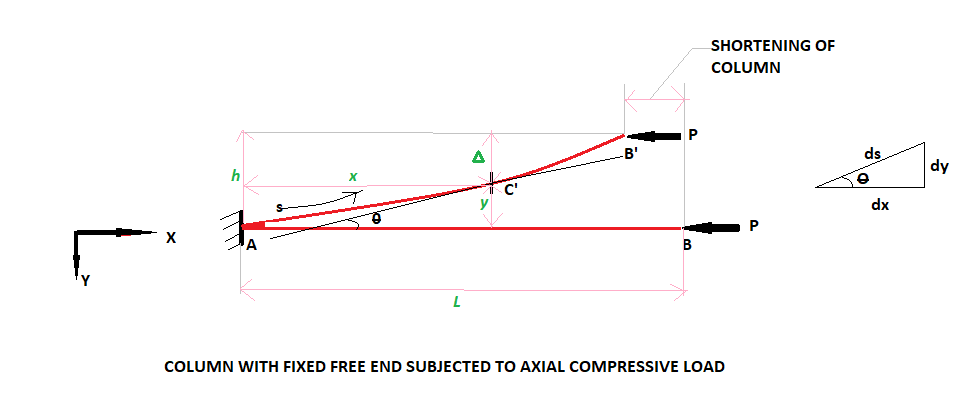 SHORTENING OF
COLUMN
P
B'
Δ
h
x
C'
y
s
θ
A
B
P
X
Y
L
ds
dy
θ
dx
COLUMN WITH FIXED FREE END SUBJECTED TO AXIAL COMPRESSIVE LOAD